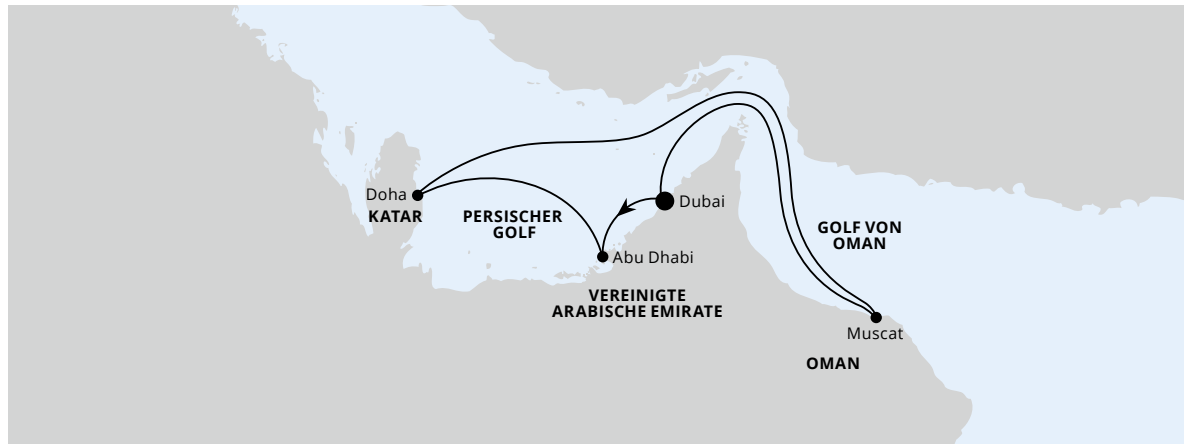 Doha
KATAR
PERSISCHER
GOLF
Dubai
Abu Dhabi
VEREINIGTE
ARABISCHE EMIRATE
GOLF VON
OMAN
Muscat
OMAN